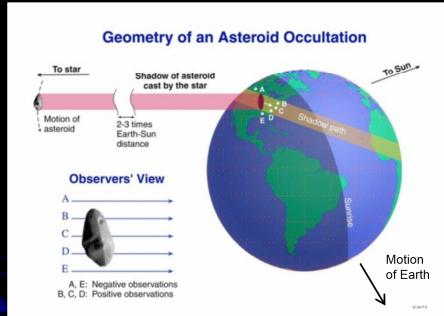 Geometry of an Asteroid Occultation
To star
Shadow of asteroid
cast by the star
To Sun
Motion of
asteroid
2-3 times
Earth-Sun
distance
A
B
C
D
E
Shadow path
Sunrise
Observers' View
A
B
C
D
E
A, E: Negative observations
B, C, D: Positive observations
Motion
of Earth